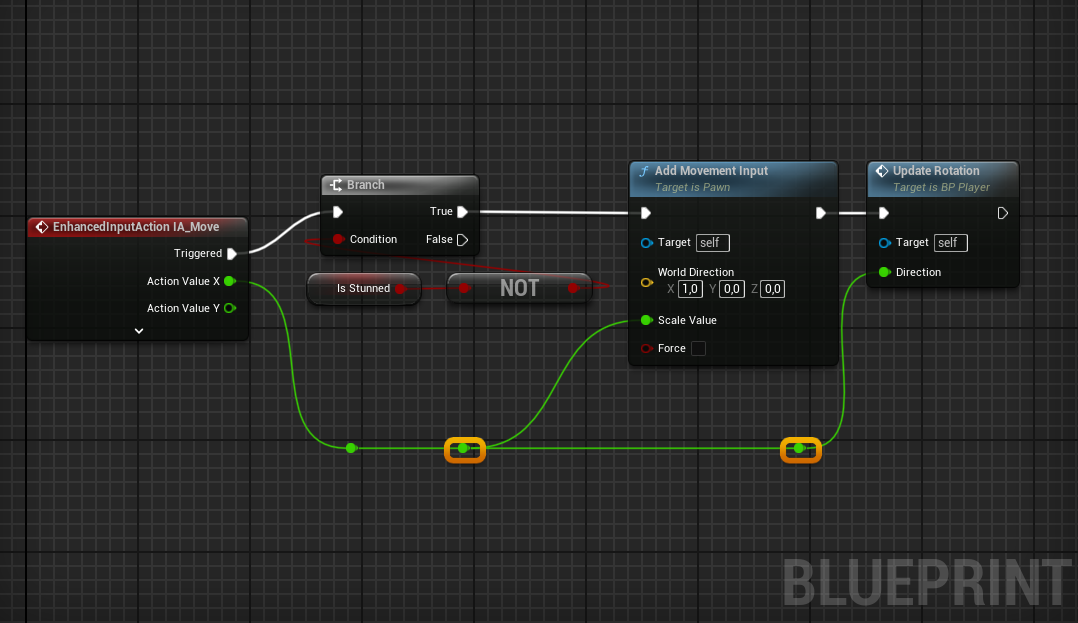 EnhancedInputAction IA_Move
Triggered
Action Value X
Action Value Y
Branch
True
Condition
False
Is Stunned
NOT
Add Movement Input
Target is Pawn
Target self
World Direction
X 1,0 Y 0,0 Z 0,0
Scale Value
Force
Update Rotation
Target is BP Player
Target self
Direction
BLUEPRINT